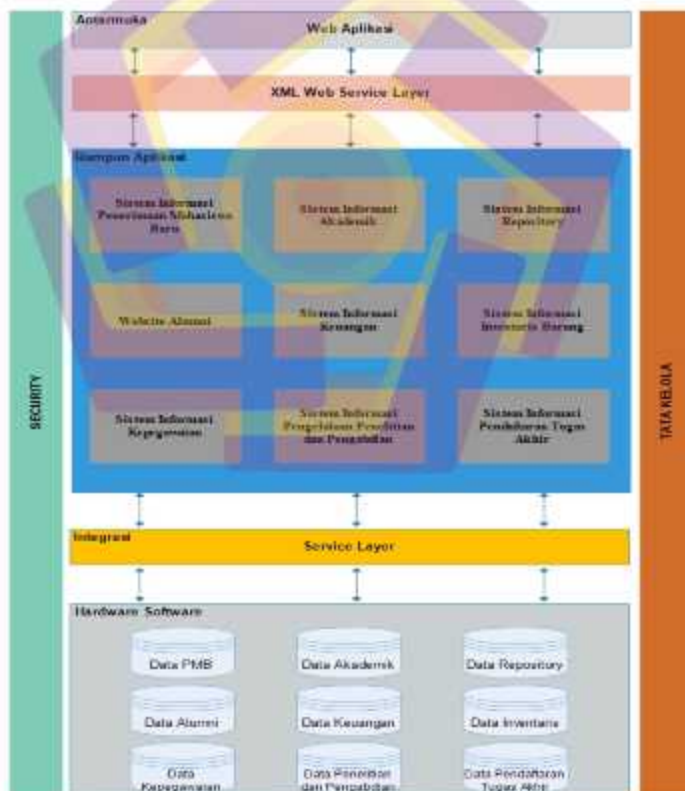 Antarmuka
Web Aplikasi
XML Web Service Layer
Aplikasi
Sistem Informasi
Penerimaan Mahasiswa
Baru
Sistem Informasi
Akademik
Sistem Informasi
Repository
Website Alumni
Sistem Informasi
Keuangan
Sistem Informasi
Inventaris Barang
Sistem Informasi
Kepegawaian
Sistem Informasi
Pengelolaan Penelitian
dan Pengabdian
Sistem Informasi
Pendaftaran Tugas
Akhir
Integrasi
Service Layer
Hardware Software
Data PMB
Data Akademik
Data Repository
Data Alumni
Data Keuangan
Data Inventaris
Data
Kepegawaian
Data Penelitian
dan Pengabdian
Data Pendaftaran
Tugas Akhir
SECURITY
TATA KELOLA